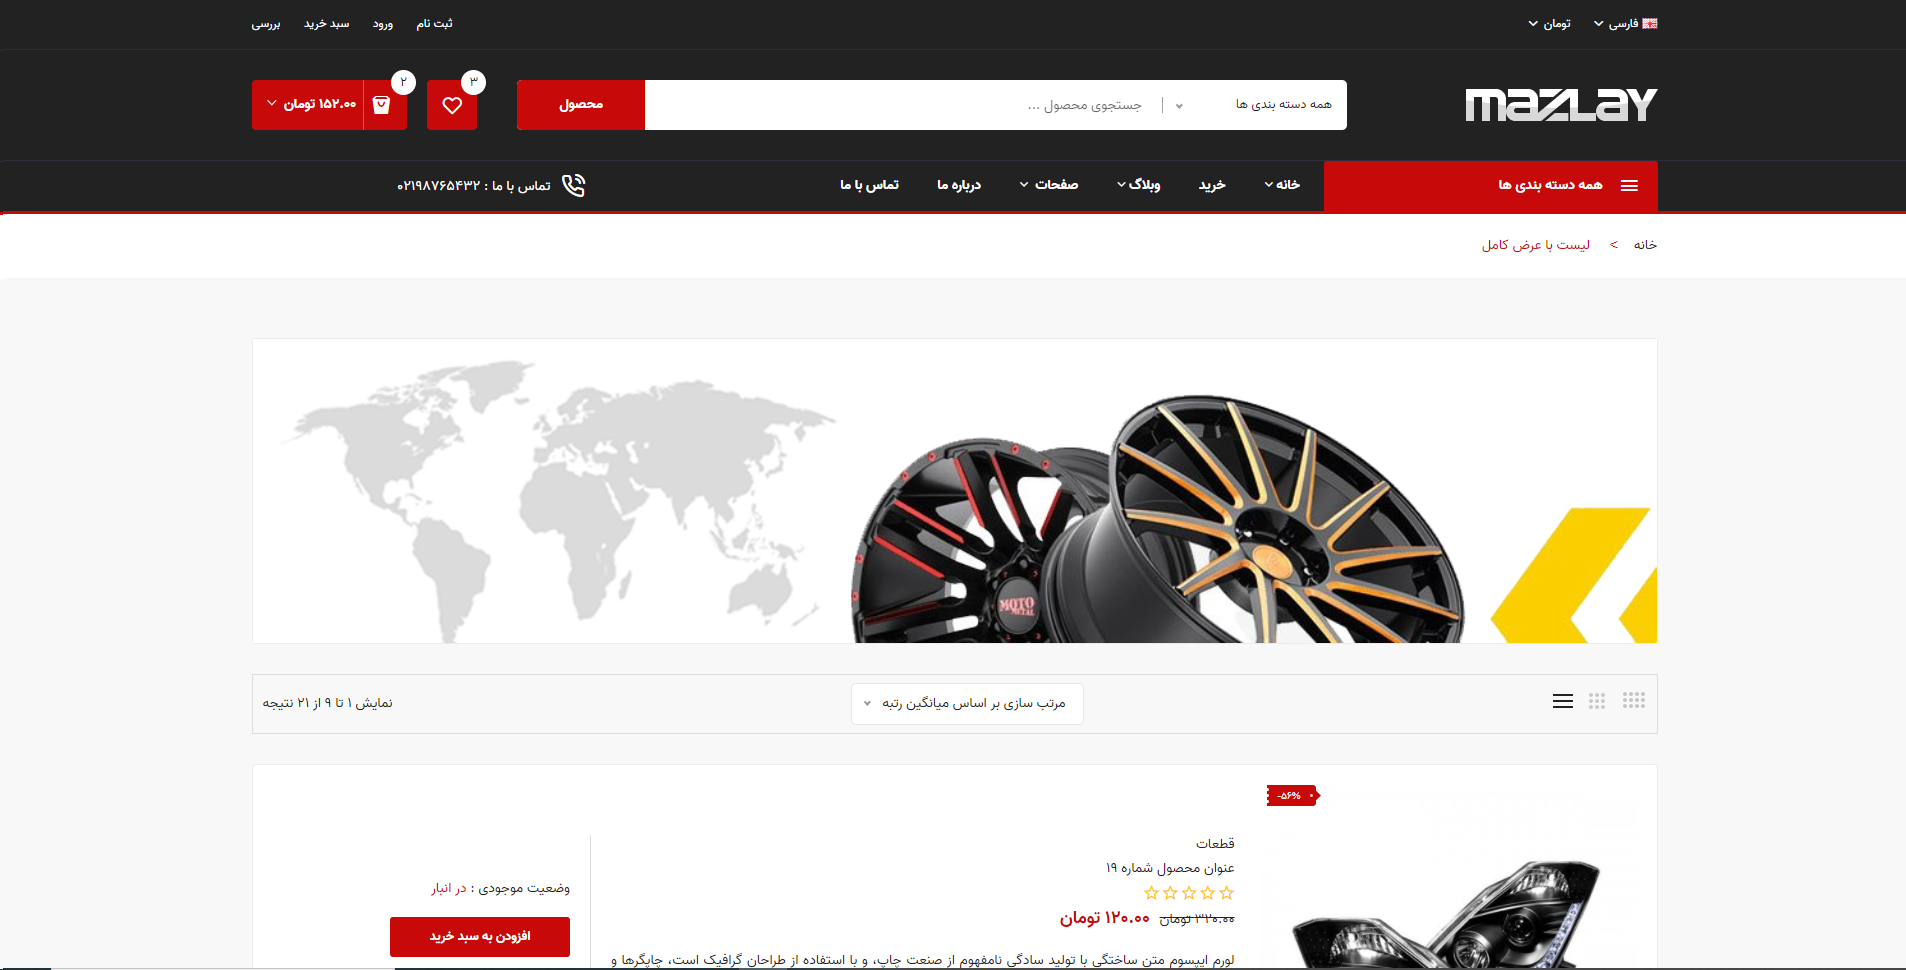 فارسی تومان
ثبت نام ورود سبد خرید بررسی
mazlay
همه دسته بندی ها جستجوی محصول ... محصول
۳
۲
۱۵۲.۰۰ تومان
همه دسته بندی ها
خانه خرید وبلاگ صفحات درباره ما تماس با ما
تماس با ما : ۰۲۱۹۸۷۶۵۴۳۲
خانه > لیست با عرض کامل
MOTO METAL
مرتب سازی بر اساس میانگین رتبه
نمایش ۱ تا ۹ از ۲۱ نتیجه
-۵۶%
قطعات
عنوان محصول شماره ۱۹
۳۲۰.۰۰ تومان ۱۲۰.۰۰ تومان
لورم ایپسوم متن ساختگی با تولید سادگی نامفهوم از صنعت چاپ، و با استفاده از طراحان گرافیک است، چاپگرها و
وضعیت موجودی : در انبار
افزودن به سبد خرید